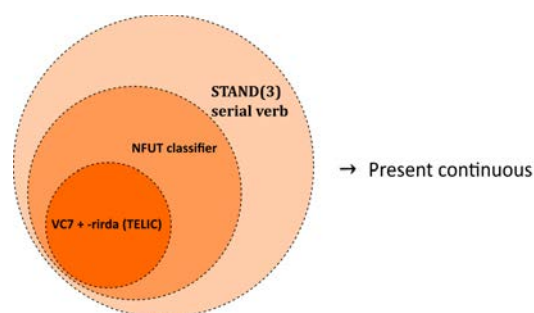 STAND(3)
serial verb
NFUT classifier
→ Present continuous
VC7 + -rirda (TELIC)